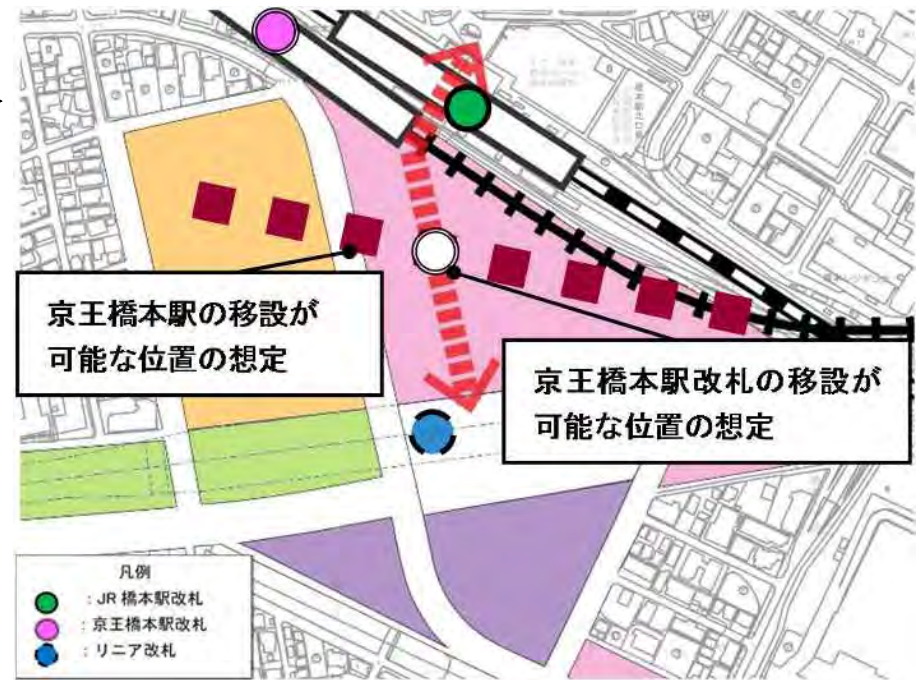 京王橋本駅の移設が
可能な位置の想定
京王橋本駅改札の移設が
可能な位置の想定
凡例
：JR 橋本駅改札
：京王橋本駅改札
：リニア改札